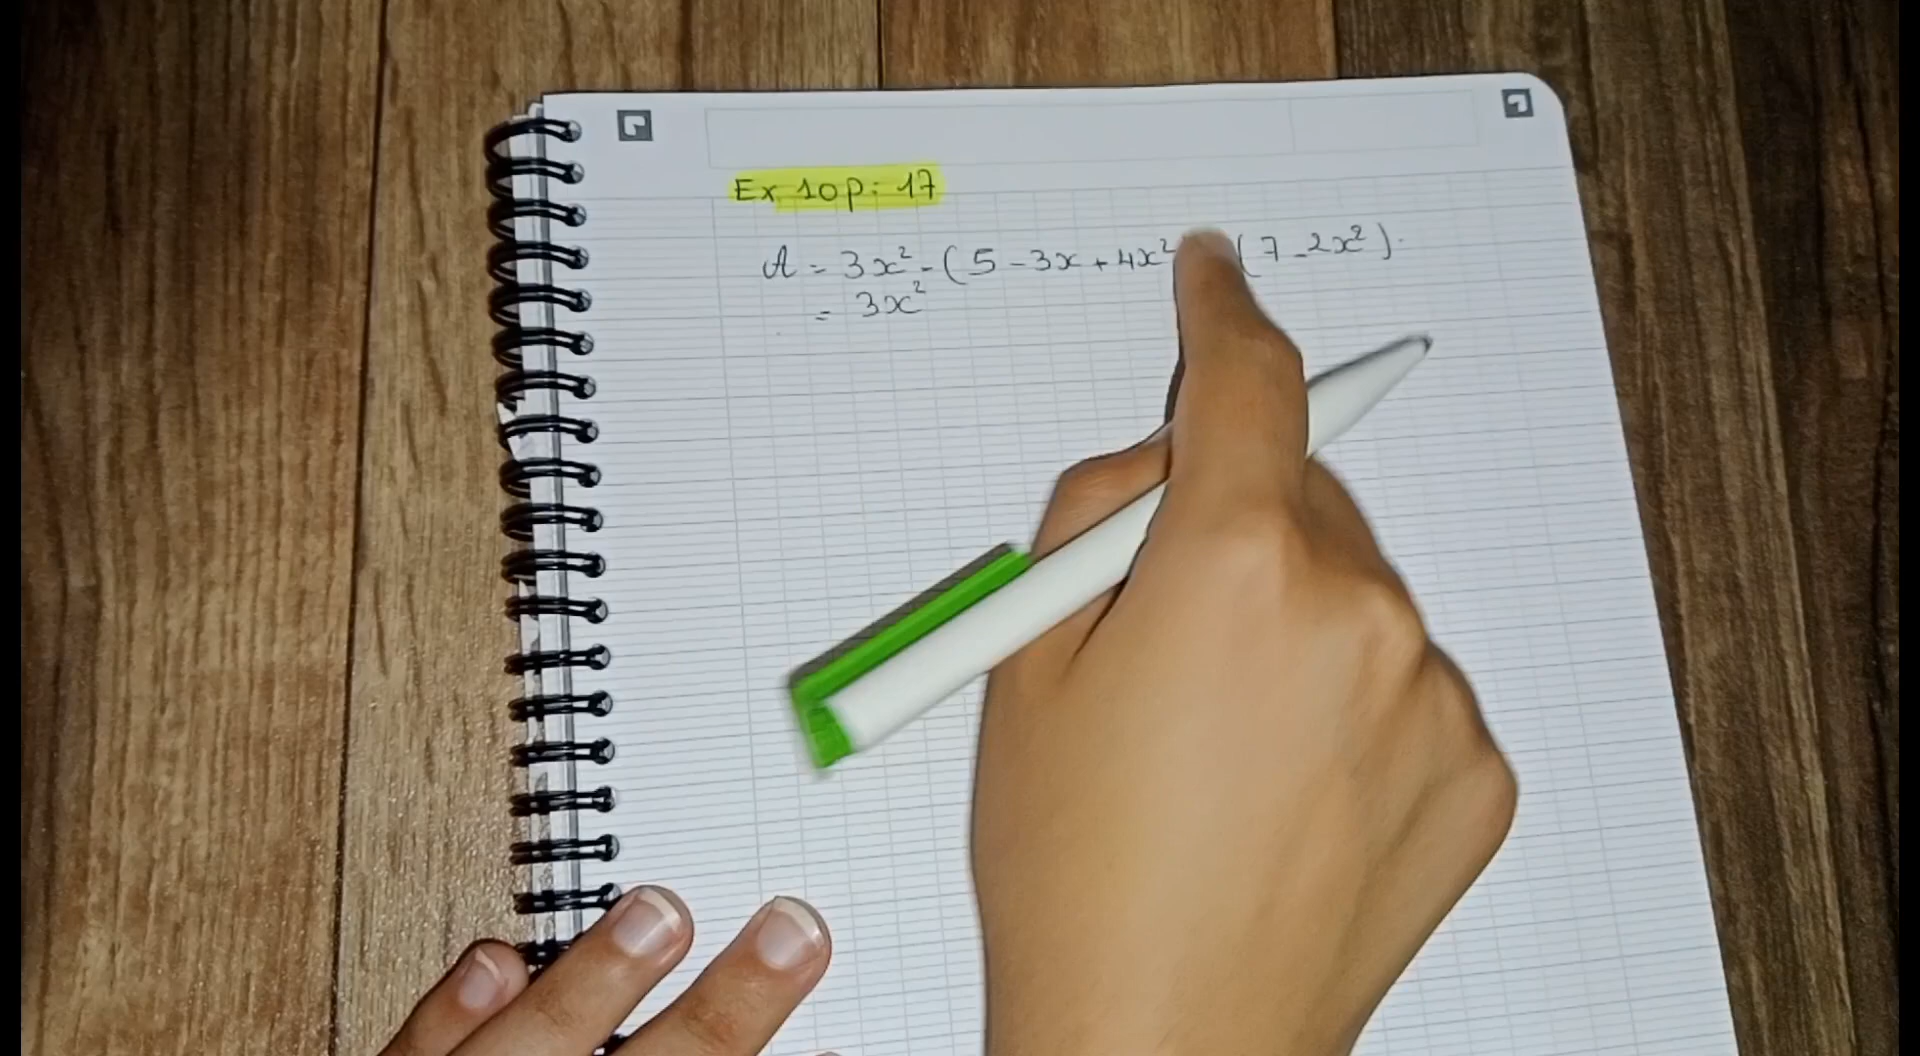 Ex 10p: 17
A = 3x² - (5 - 3x + 4x² (7 - 2x²).
= 3x²